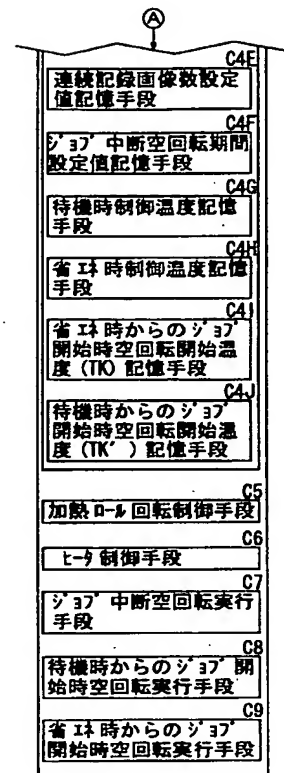 Ⓐ
C4E
連続記録画像数設定
値記憶手段
C4F
ジョブ中断空回転期間
設定値記憶手段
C4G
待機時制御温度記憶
手段
C4H
省エネ時制御温度記憶
手段
C4I
省エネ時からのジョブ
開始時空回転開始温
度(TK)記憶手段
C4J
待機時からのジョブ
開始時空回転開始温
度(TK´)記憶手段
C5
加熱ロール回転制御手段
C6
ヒータ制御手段
C7
ジョブ中断空回転実行
手段
C8
待機時からのジョブ開
始時空回転実行手段
C9
省エネ時からのジョブ
開始時空回転実行手段